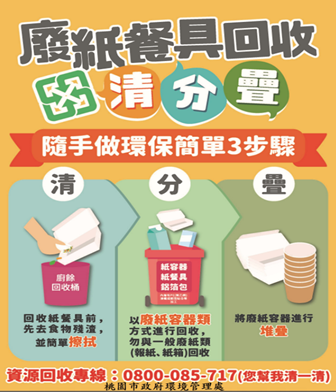 廢紙餐具回收
清分疊
隨手做環保簡單3步驟
清
分
疊
廚餘
回收桶
紙容器
紙餐具
鋁箔包
回收紙餐具前,
先去食物殘渣,
並簡單擦拭
以廢紙容器類
方式進行回收,
勿與一般廢紙類
(報紙、紙箱)回收
將廢紙容器進行
堆疊
資源回收專線:0800-085-717(您幫我清一清)
桃園市政府環境管理處